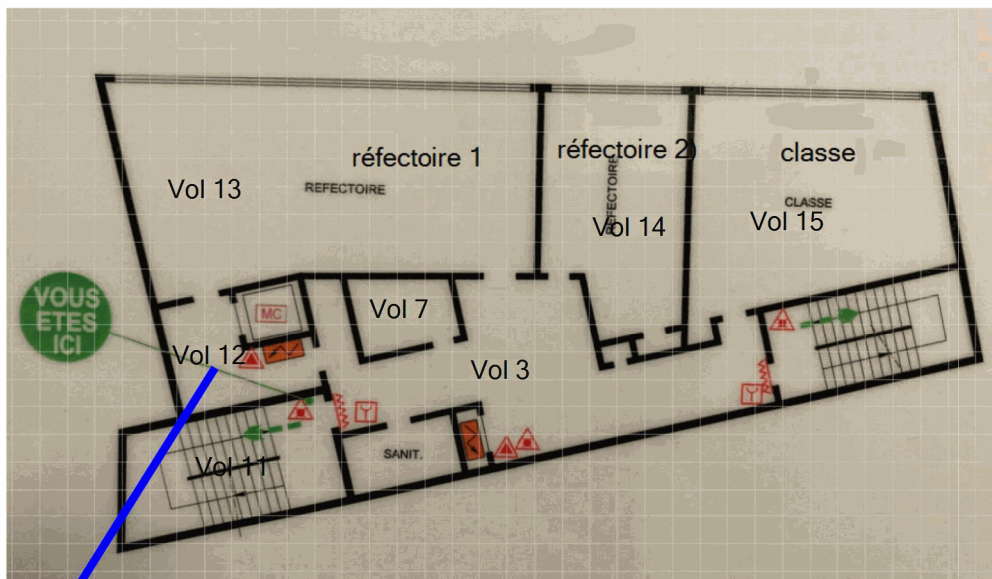 réfectoire 1
réfectoire 2)
classe
Vol 13
REFECTOIRE
REFECTOIRE
CLASSE
Vol 14
Vol 15
VOUS
ETES
ICI
MC
Vol 7
Vol 12
Vol 3
SANIT.
Vol 11